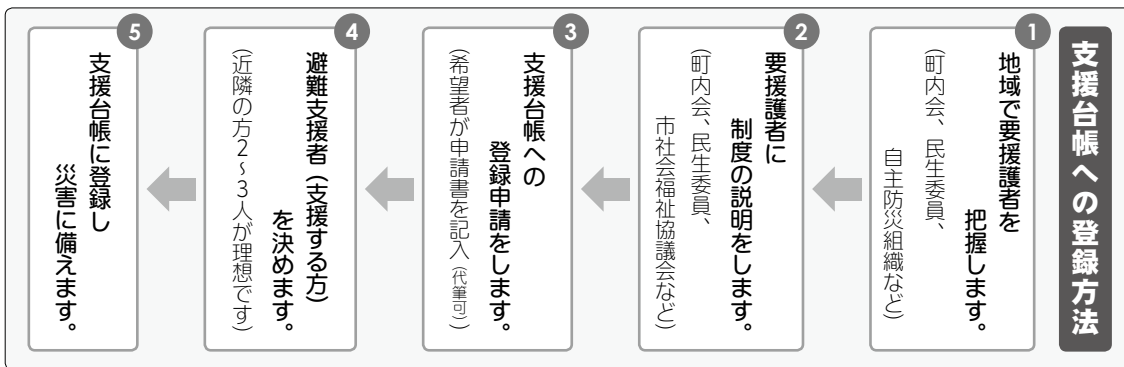 支援台帳への登録方法
1
地域で要援護者を
把握します。
(町内会、民生委員、
自主防災組織など)
2
要援護者に
制度の説明をします。
(町内会、民生委員、
市社会福祉協議会など)
3
支援台帳への
登録申請をします。
(希望者が申請書を記入(代筆可))
4
避難支援者(支援する方)
を決めます。
(近隣の方2~3人が理想です)
5
支援台帳に登録し
災害に備えます。